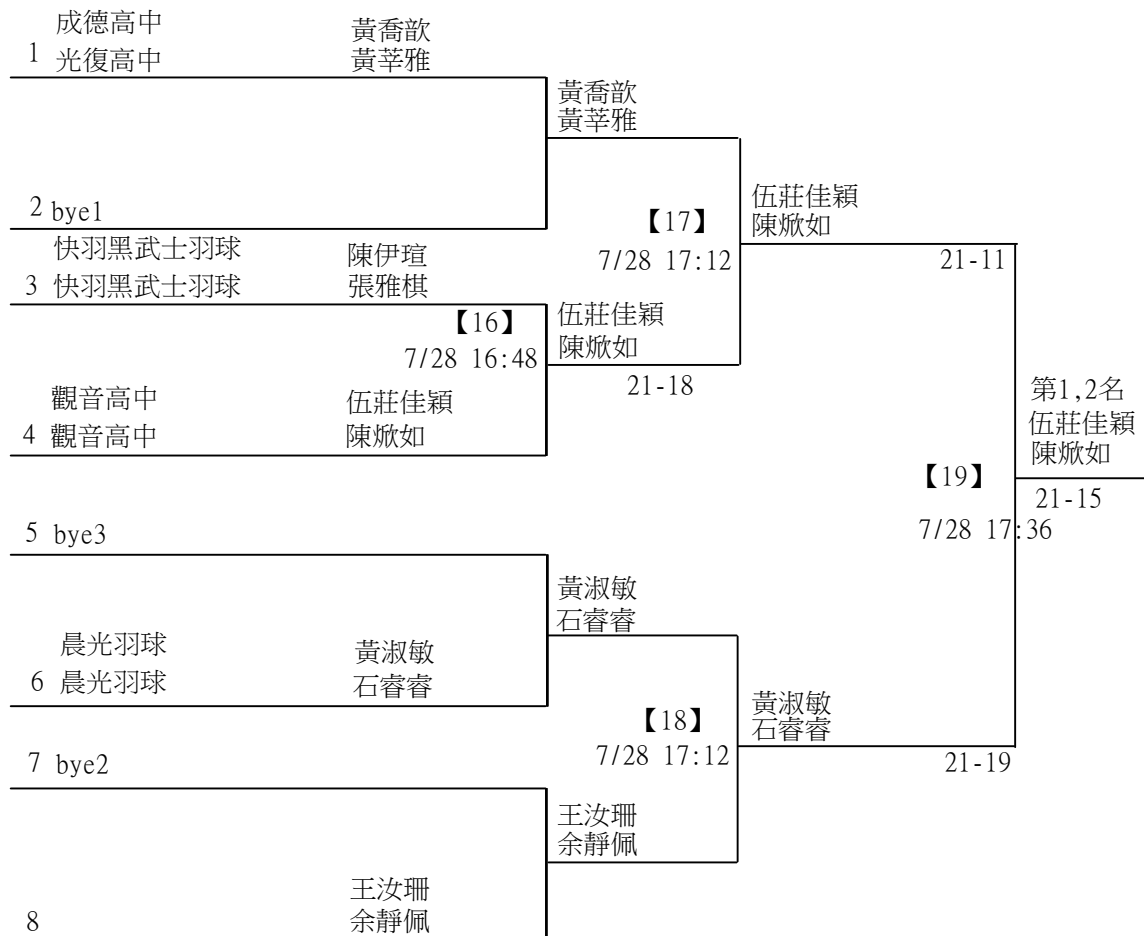 成德高中 黃喬歆
1 光復高中 黃莘雅
黃喬歆
黃莘雅
2 bye1
【17】
7/28 17:12
伍莊佳穎
陳焮如
21-11
快羽黑武士羽球 陳伊瑄
3 快羽黑武士羽球 張雅棋
【16】
7/28 16:48
伍莊佳穎
陳焮如
21-18
觀音高中 伍莊佳穎
4 觀音高中 陳焮如
第1,2名
伍莊佳穎
陳焮如
【19】
21-15
7/28 17:36
5 bye3
黃淑敏
石睿睿
晨光羽球 黃淑敏
6 晨光羽球 石睿睿
【18】
7/28 17:12
黃淑敏
石睿睿
21-19
7 bye2
王汝珊
余靜佩
王汝珊
8 余靜佩